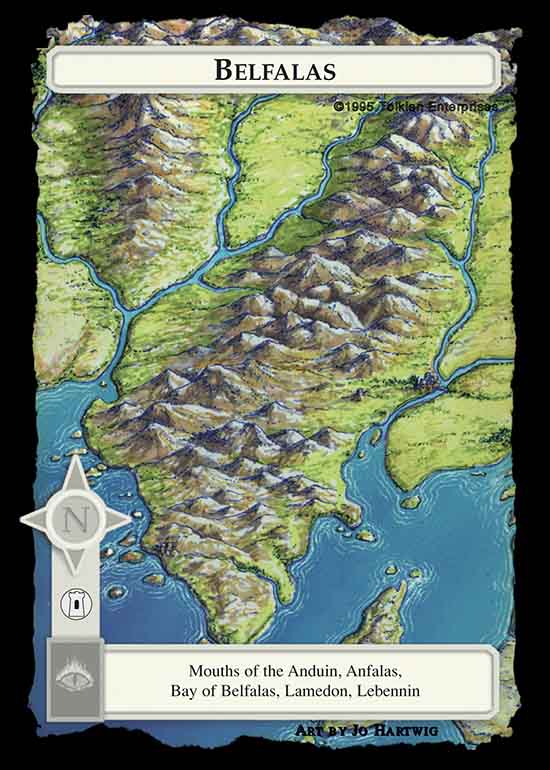 BELFALAS
©1995 Tolkien Enterprises
N
Mouths of the Anduin, Anfalas,
Bay of Belfalas, Lamedon, Lebennin
ART BY JO HARTWIG